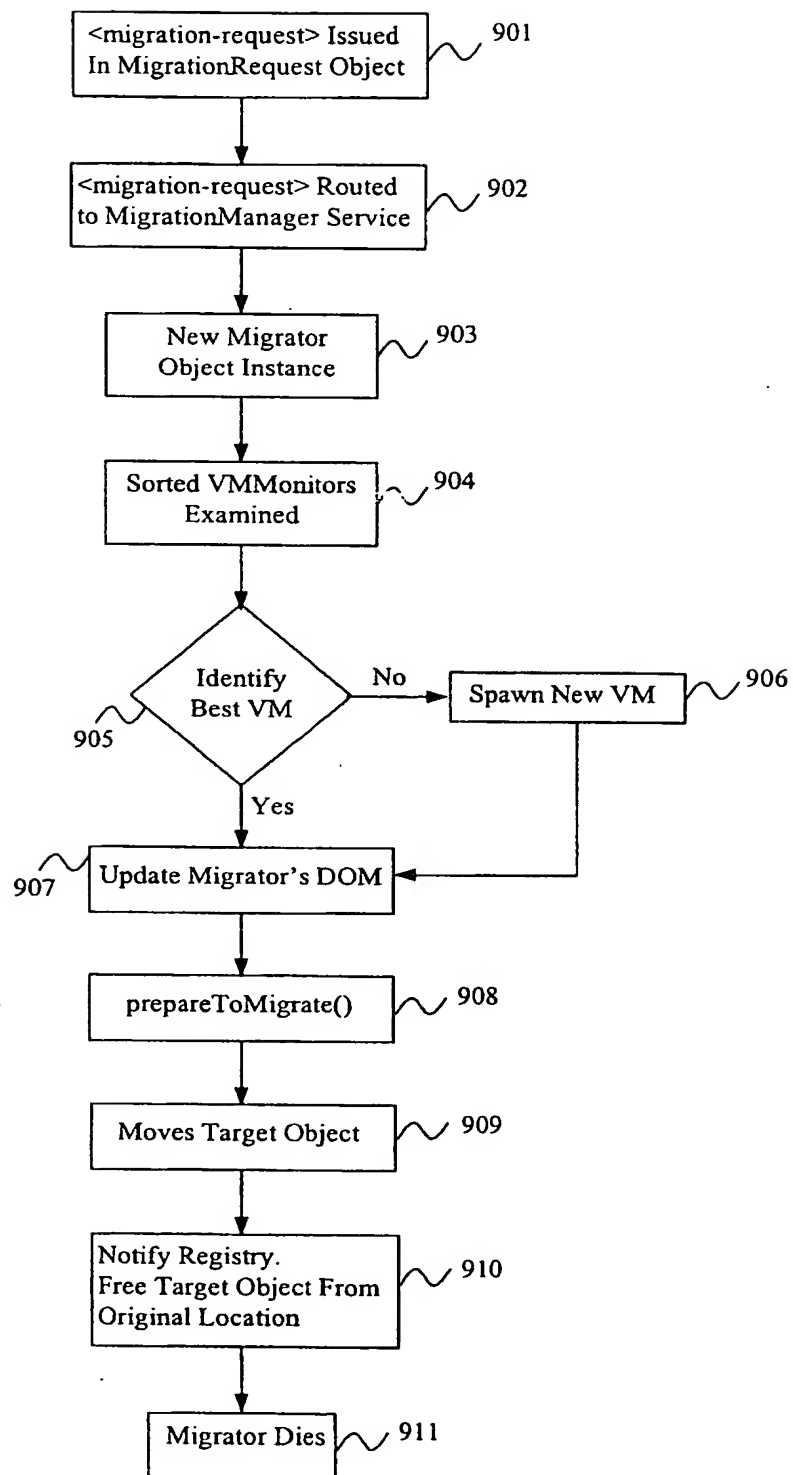 <migration-request> Issued
In MigrationRequest Object
901
<migration-request> Routed
to MigrationManager Service
902
New Migrator
Object Instance
903
Sorted VMMonitors
Examined
904
Identify
Best VM
905
No
Spawn New VM
906
Yes
Update Migrator's DOM
907
prepareToMigrate()
908
Moves Target Object
909
Notify Registry.
Free Target Object From
Original Location
910
Migrator Dies
911